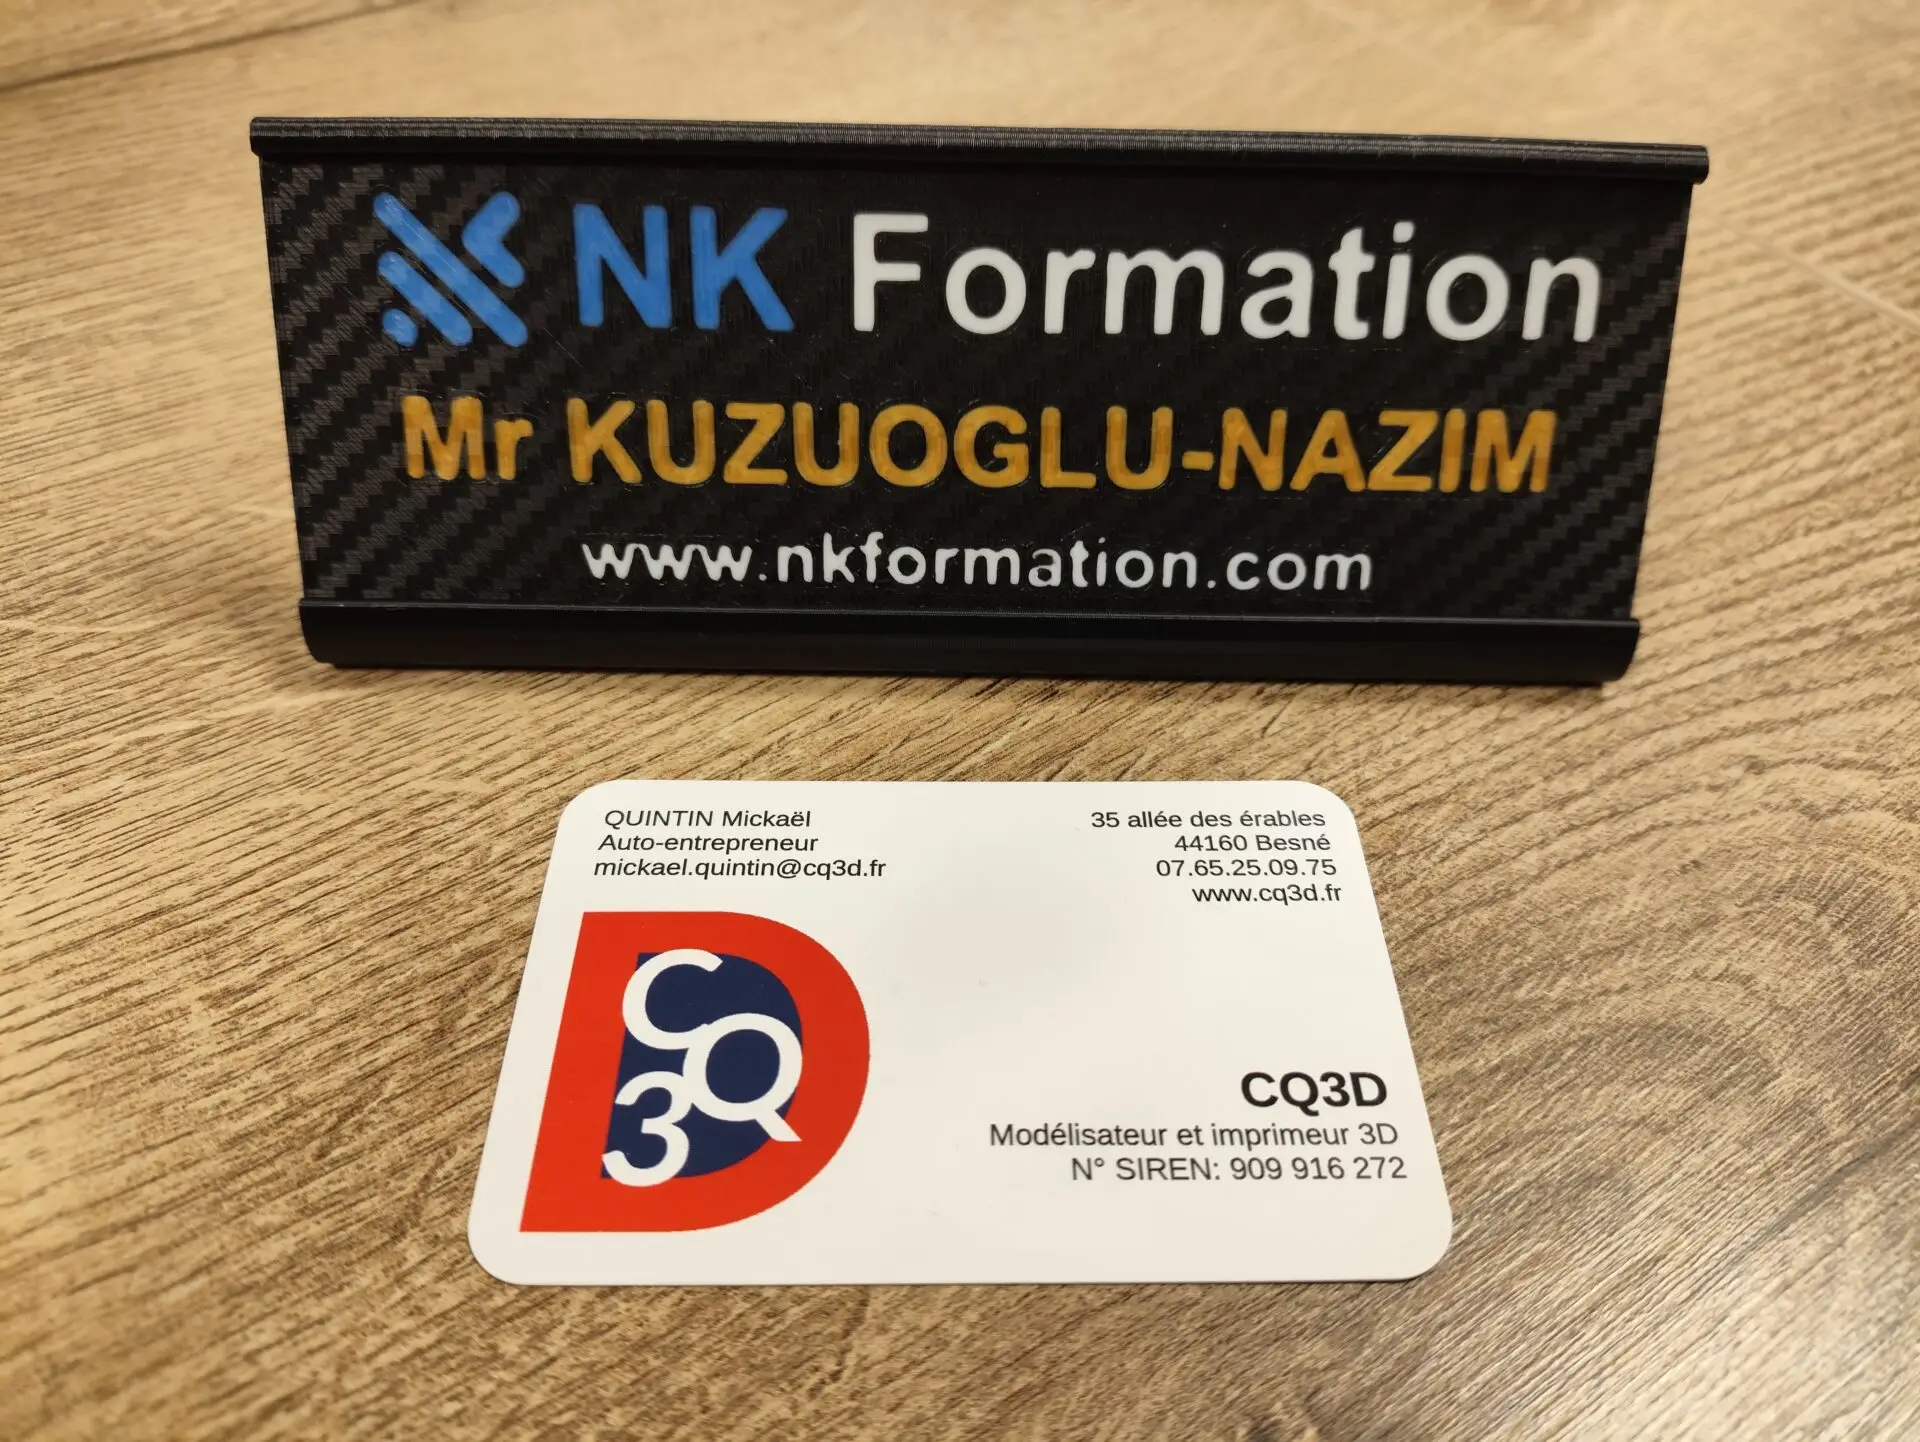 NK Formation
Mr KUZUOGLU-NAZIM
www.nkformation.com
QUINTIN Mickaël
Auto-entrepreneur
mickael.quintin@cq3d.fr
35 allée des érables
44160 Besné
07.65.25.09.75
www.cq3d.fr
D
C
Q
3
CQ3D
Modélisateur et imprimeur 3D
N° SIREN: 909 916 272